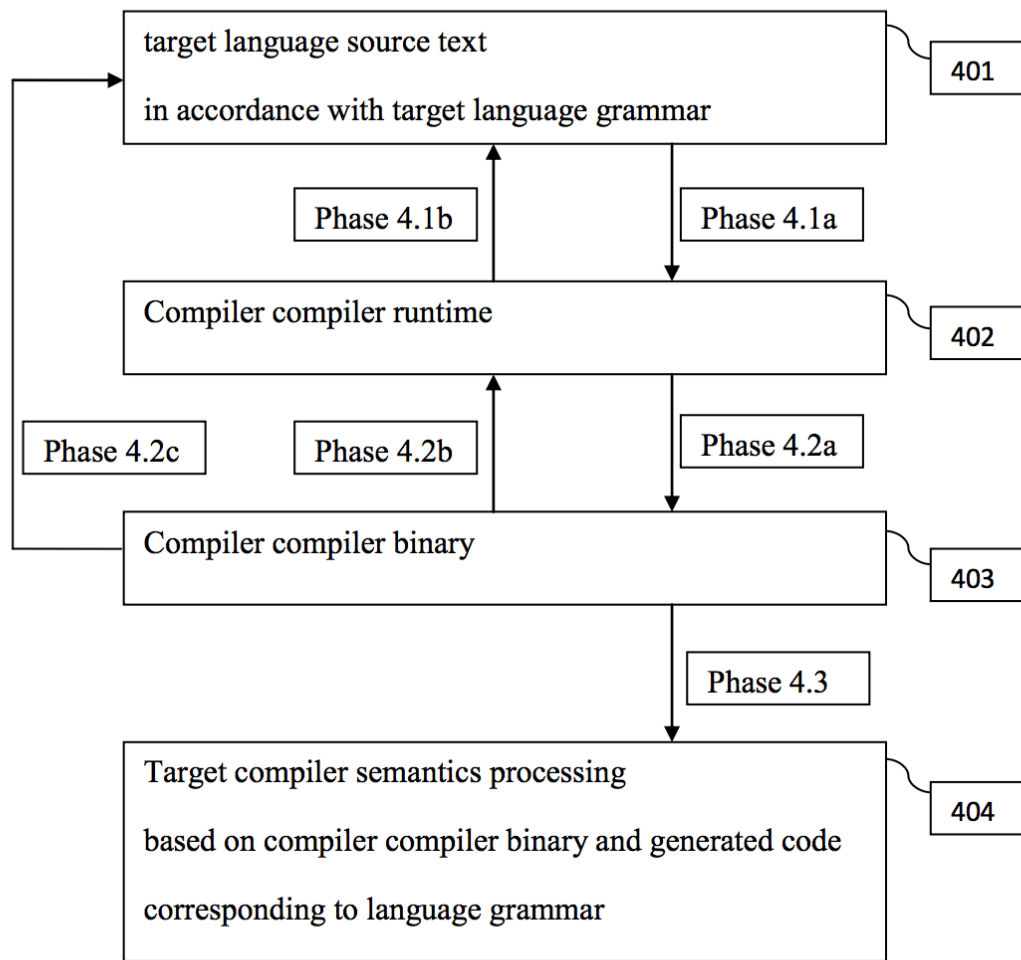 target language source text
401
in accordance with target language grammar
Phase 4.1b
Phase 4.1a
Compiler compiler runtime
402
Phase 4.2c
Phase 4.2b
Phase 4.2a
Compiler compiler binary
403
Phase 4.3
Target compiler semantics processing
404
based on compiler compiler binary and generated code
corresponding to language grammar